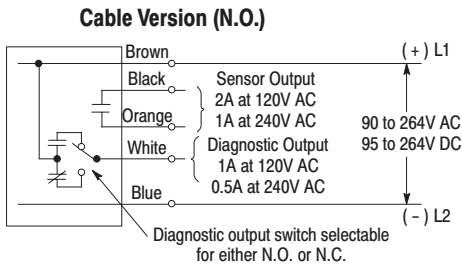 Cable Version (N.O.)
Brown
( + ) L1
Black
Sensor Output
2A at 120V AC
Orange
1A at 240V AC
90 to 264V AC
95 to 264V DC
White
Diagnostic Output
1A at 120V AC
0.5A at 240V AC
Blue
( – ) L2
Diagnostic output switch selectable
for either N.O. or N.C.